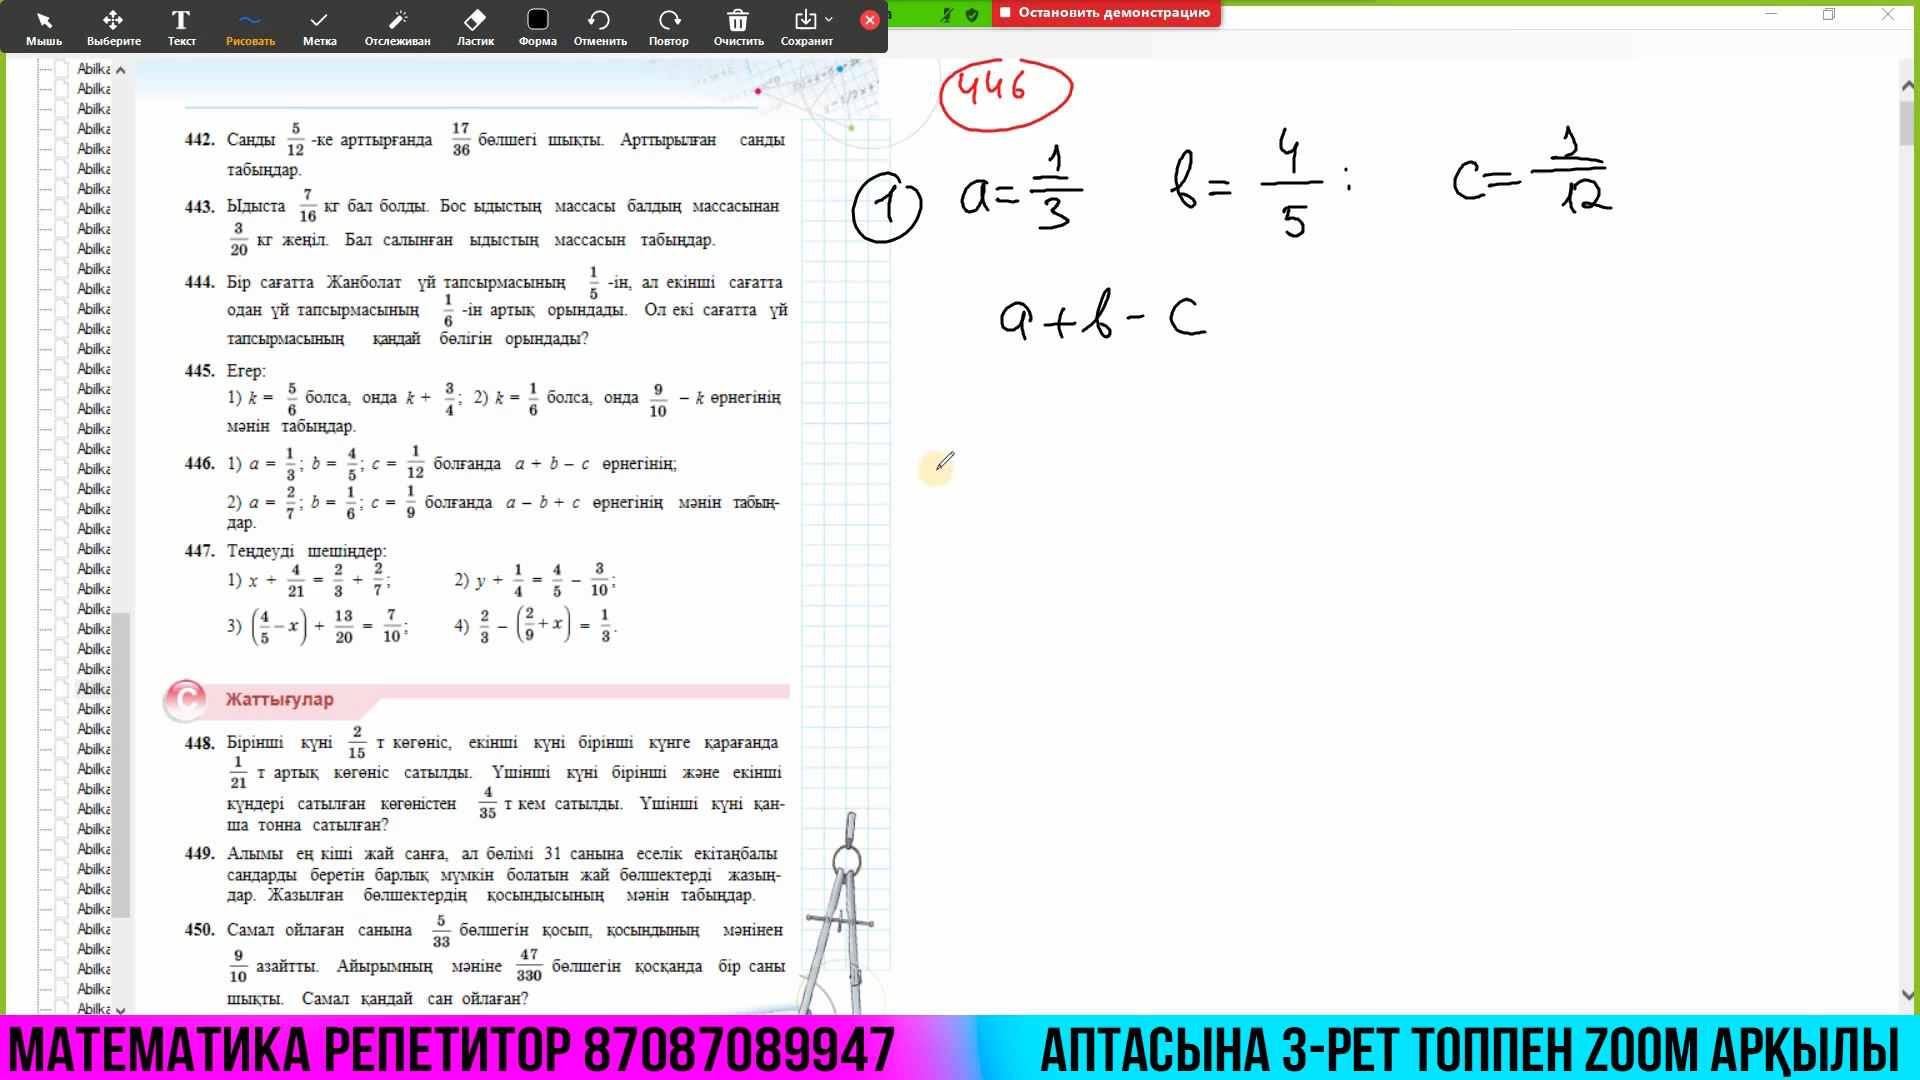 Мышь Выберите Текст Рисовать Метка Отслеживан Ластик Форма Отменить Повтор Очистить Сохранит
Остановить демонстрацию
442. Санды 5/12 -ке арттырғанда 17/36 бөлшегі шықты. Арттырылған санды
табыңдар.
443. Ыдыста 7/16 кг бал болды. Бос ыдыстың массасы балдың массасынан
3/20 кг жеңіл. Бал салынған ыдыстың массасын табыңдар.
444. Бір сағатта Жанболат үй тапсырмасының 1/5 -ін, ал екінші сағатта
одан үй тапсырмасының 1/6 -ін артық орындады. Ол екі сағатта үй
тапсырмасының қандай бөлігін орындады?
445. Егер:
1) k = 5/6 болса, онда k + 3/4; 2) k = 1/6 болса, онда 9/10 – k өрнегінің
мәнін табыңдар.
446. 1) a = 1/3; b = 4/5; c = 1/12 болғанда a + b – c өрнегінің;
2) a = 2/7; b = 1/6; c = 1/9 болғанда a – b + c өрнегінің мәнін табың-
дар.
447. Теңдеуді шешіңдер:
1) x + 4/21 = 2/3 + 2/7; 2) y + 1/4 = 4/5 – 3/10;
3) (4/5 – x) + 13/20 = 7/10; 4) 2/3 – (2/9 + x) = 1/3.
C Жаттығулар
448. Бірінші күні 2/15 т көгөніс, екінші күні бірінші күнге қарағанда
1/21 т артық көгөніс сатылды. Үшінші күні бірінші және екінші
күндері сатылған көгөністен 4/35 т кем сатылды. Үшінші күні қан-
ша тонна сатылған?
449. Алымы ең кіші жай санға, ал бөлімі 31 санына еселік екітаңбалы
сандарды беретін барлық мүмкін болатын жай бөлшектерді жазың-
дар. Жазылған бөлшектердің қосындысының мәнін табыңдар.
450. Самал ойлаған санына 5/33 бөлшегін қосып, қосындының мәнінен
9/10 азайтты. Айырымның мәніне 47/330 бөлшегін қосқанда бір саны
шықты. Самал қандай сан ойлаған?
446
1 a = 1/3 b = 4/5 : c = 1/12
a + b - c
МАТЕМАТИКА РЕПЕТИТОР 87087089947
АПТАСЫНА 3-РЕТ ТОППЕН ZOOM АРҚЫЛЫ